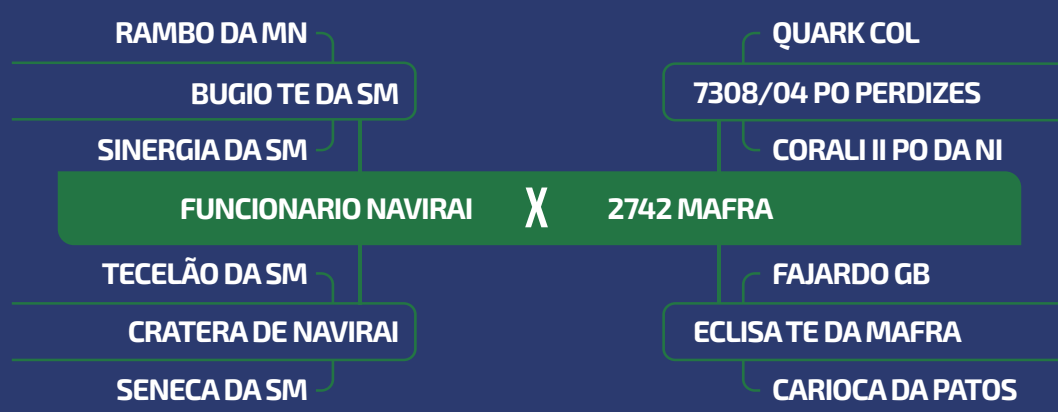 RAMBO DA MN
QUARK COL
BUGIO TE DA SM
7308/04 PO PERDIZES
SINERGIA DA SM
CORALI II PO DA NI
FUNCIONARIO NAVIRAI X 2742 MAFRA
TECELÃO DA SM
FAJARDO GB
CRATERA DE NAVIRAI
ECLISA TE DA MAFRA
SENECA DA SM
CARIOCA DA PATOS